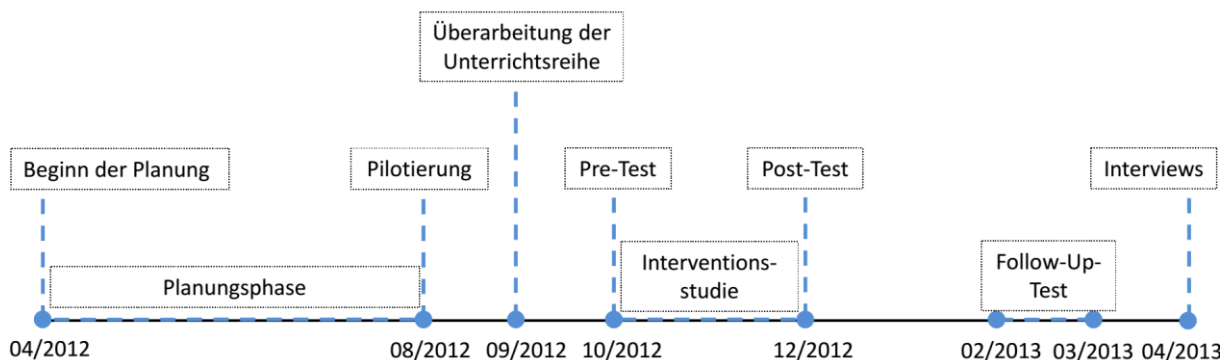 Überarbeitung der
Unterrichtsreihe
Beginn der Planung
Pilotierung
Pre-Test
Post-Test
Interviews
Planungsphase
Interventions-
studie
Follow-Up-
Test
04/2012
08/2012
09/2012
10/2012
12/2012
02/2013
03/2013
04/2013